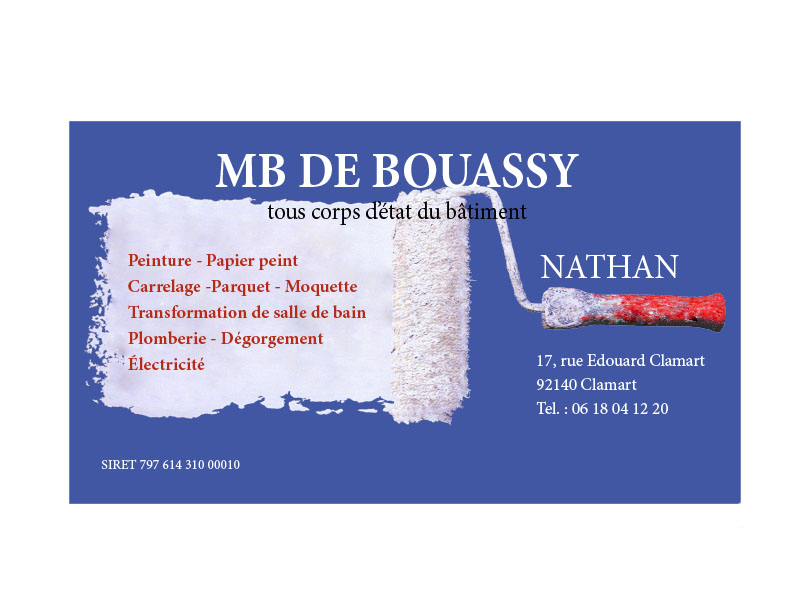 MB DE BOUASSY
tous corps d'état du bâtiment
Peinture - Papier peint
Carrelage -Parquet - Moquette
Transformation de salle de bain
Plomberie - Dégorgement
Électricité
NATHAN
17, rue Edouard Clamart
92140 Clamart
Tel. : 06 18 04 12 20
SIRET 797 614 310 00010